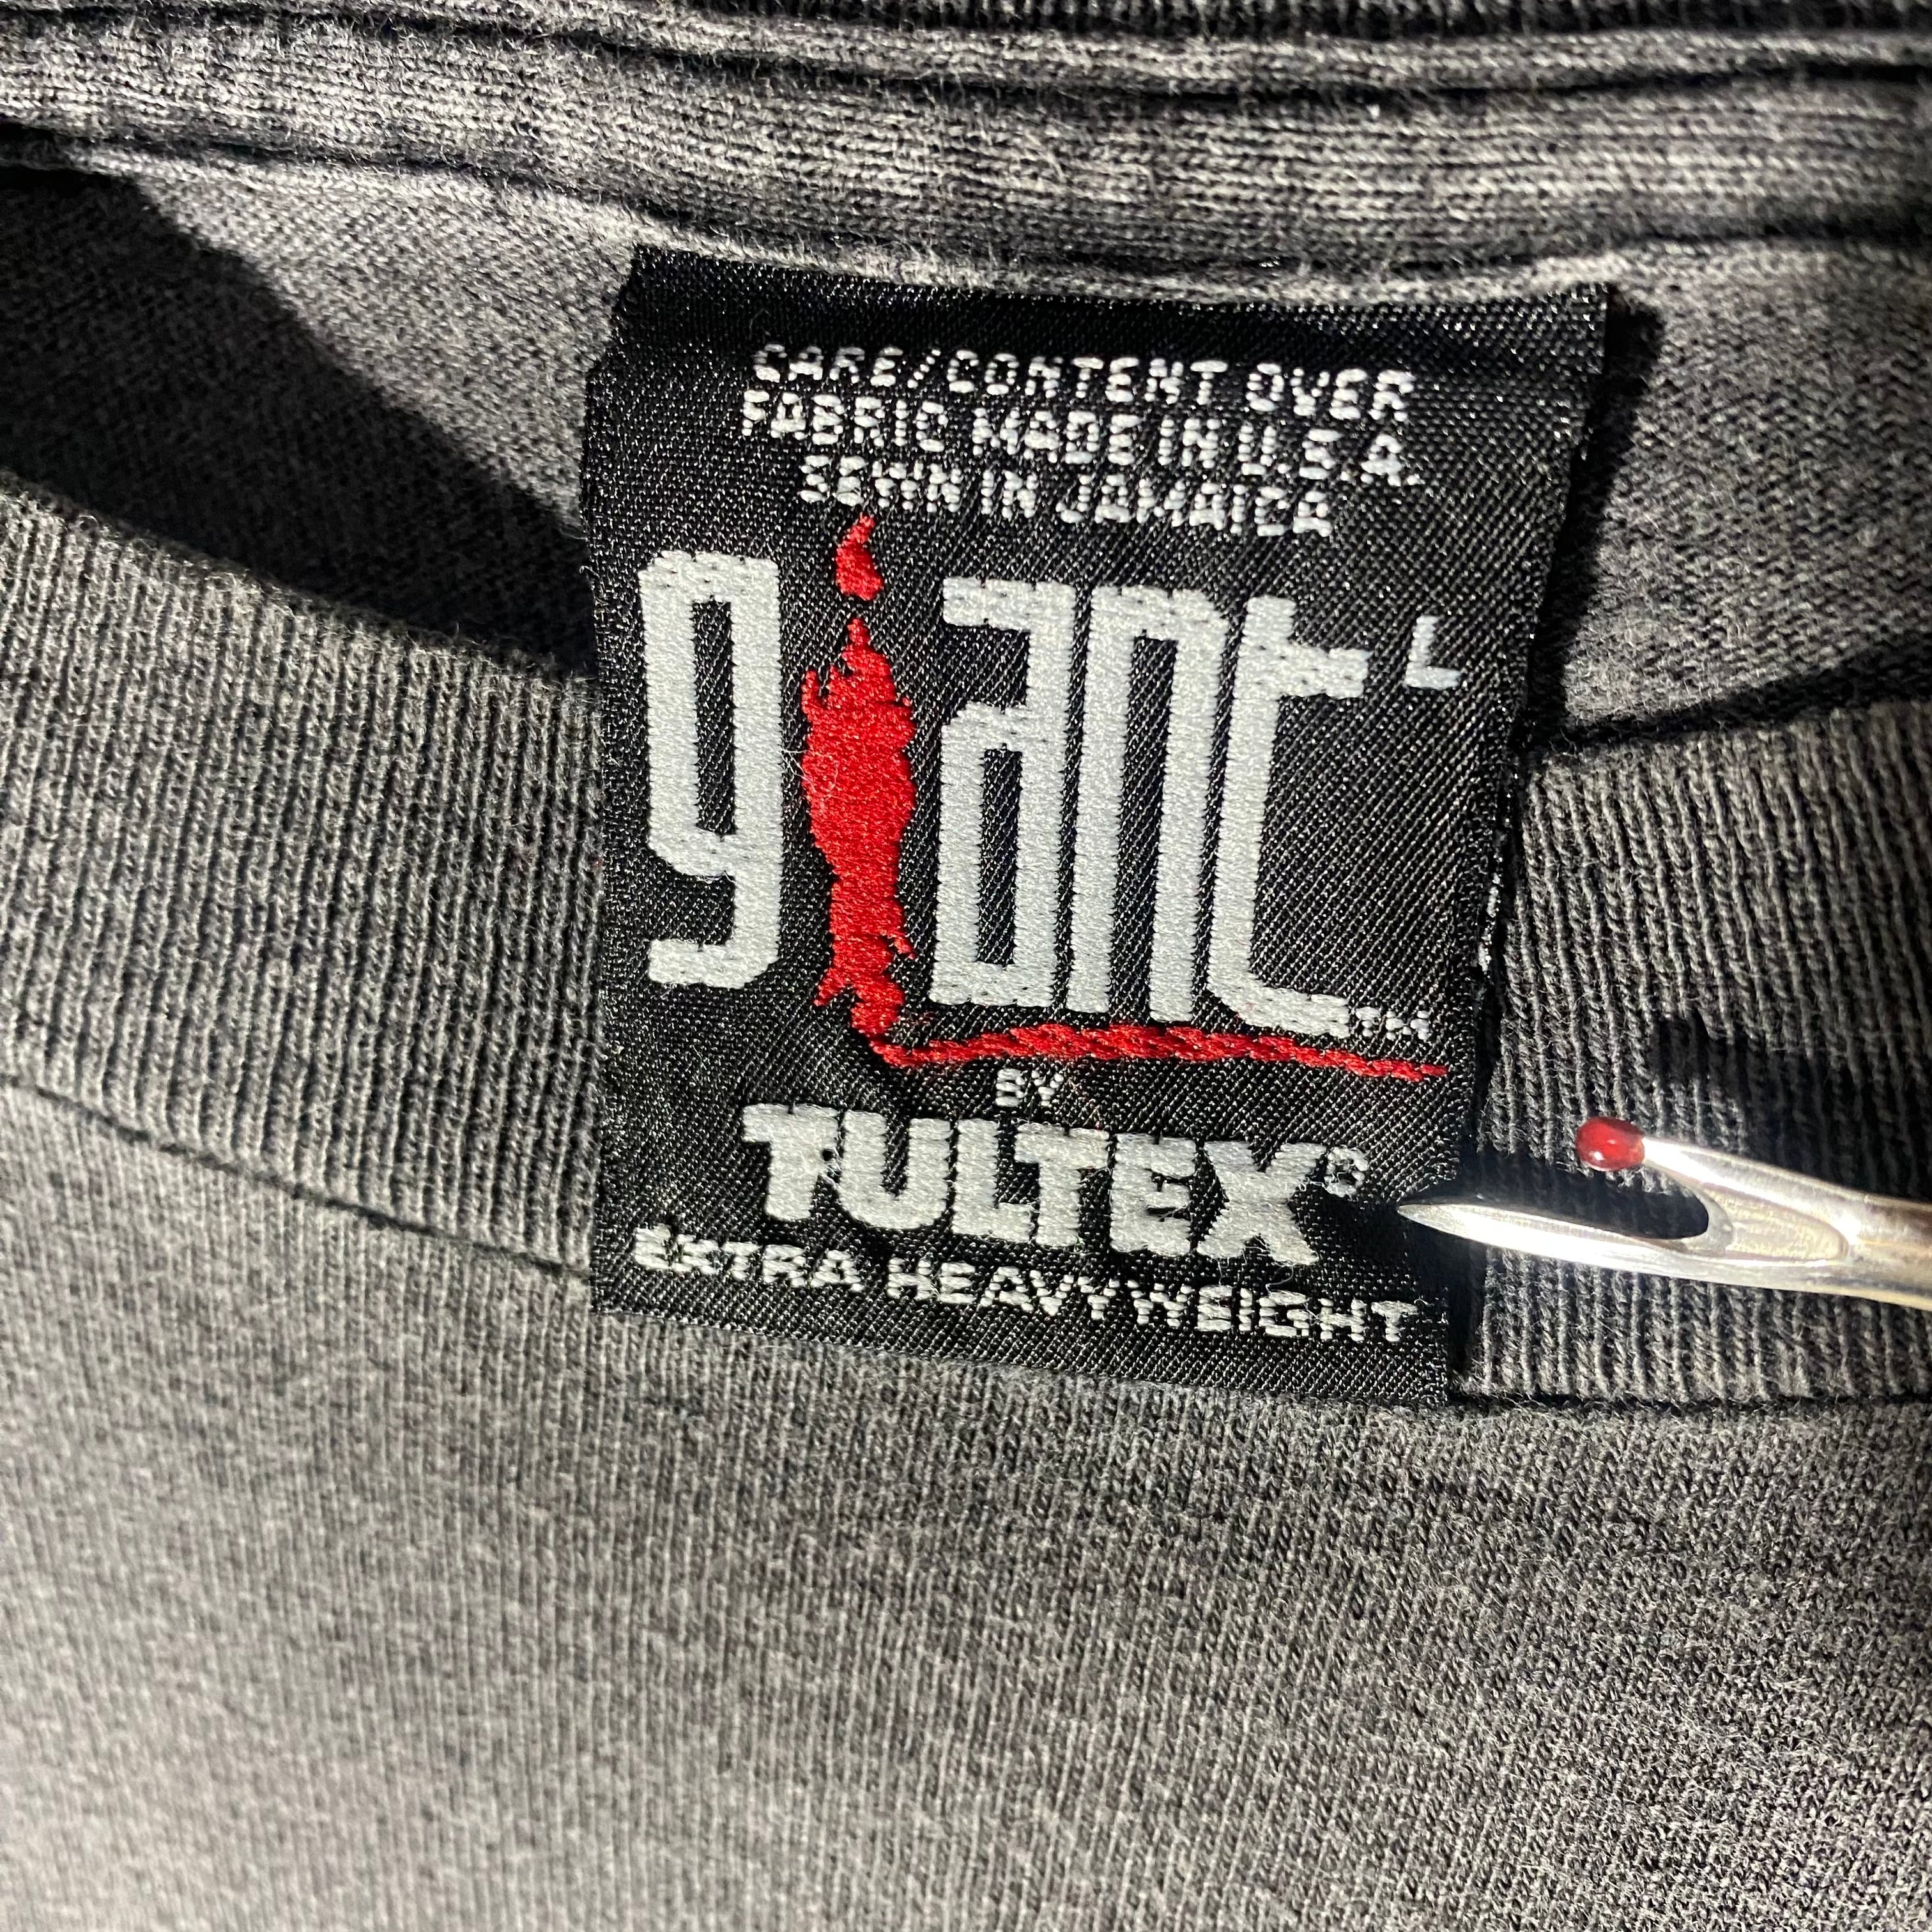 CARE/CONTENT OVER
FABRIC MADE IN U.S.A.
SEWN IN JAMAICA
giant L
TM
BY
TULTEX®
EXTRA HEAVYWEIGHT